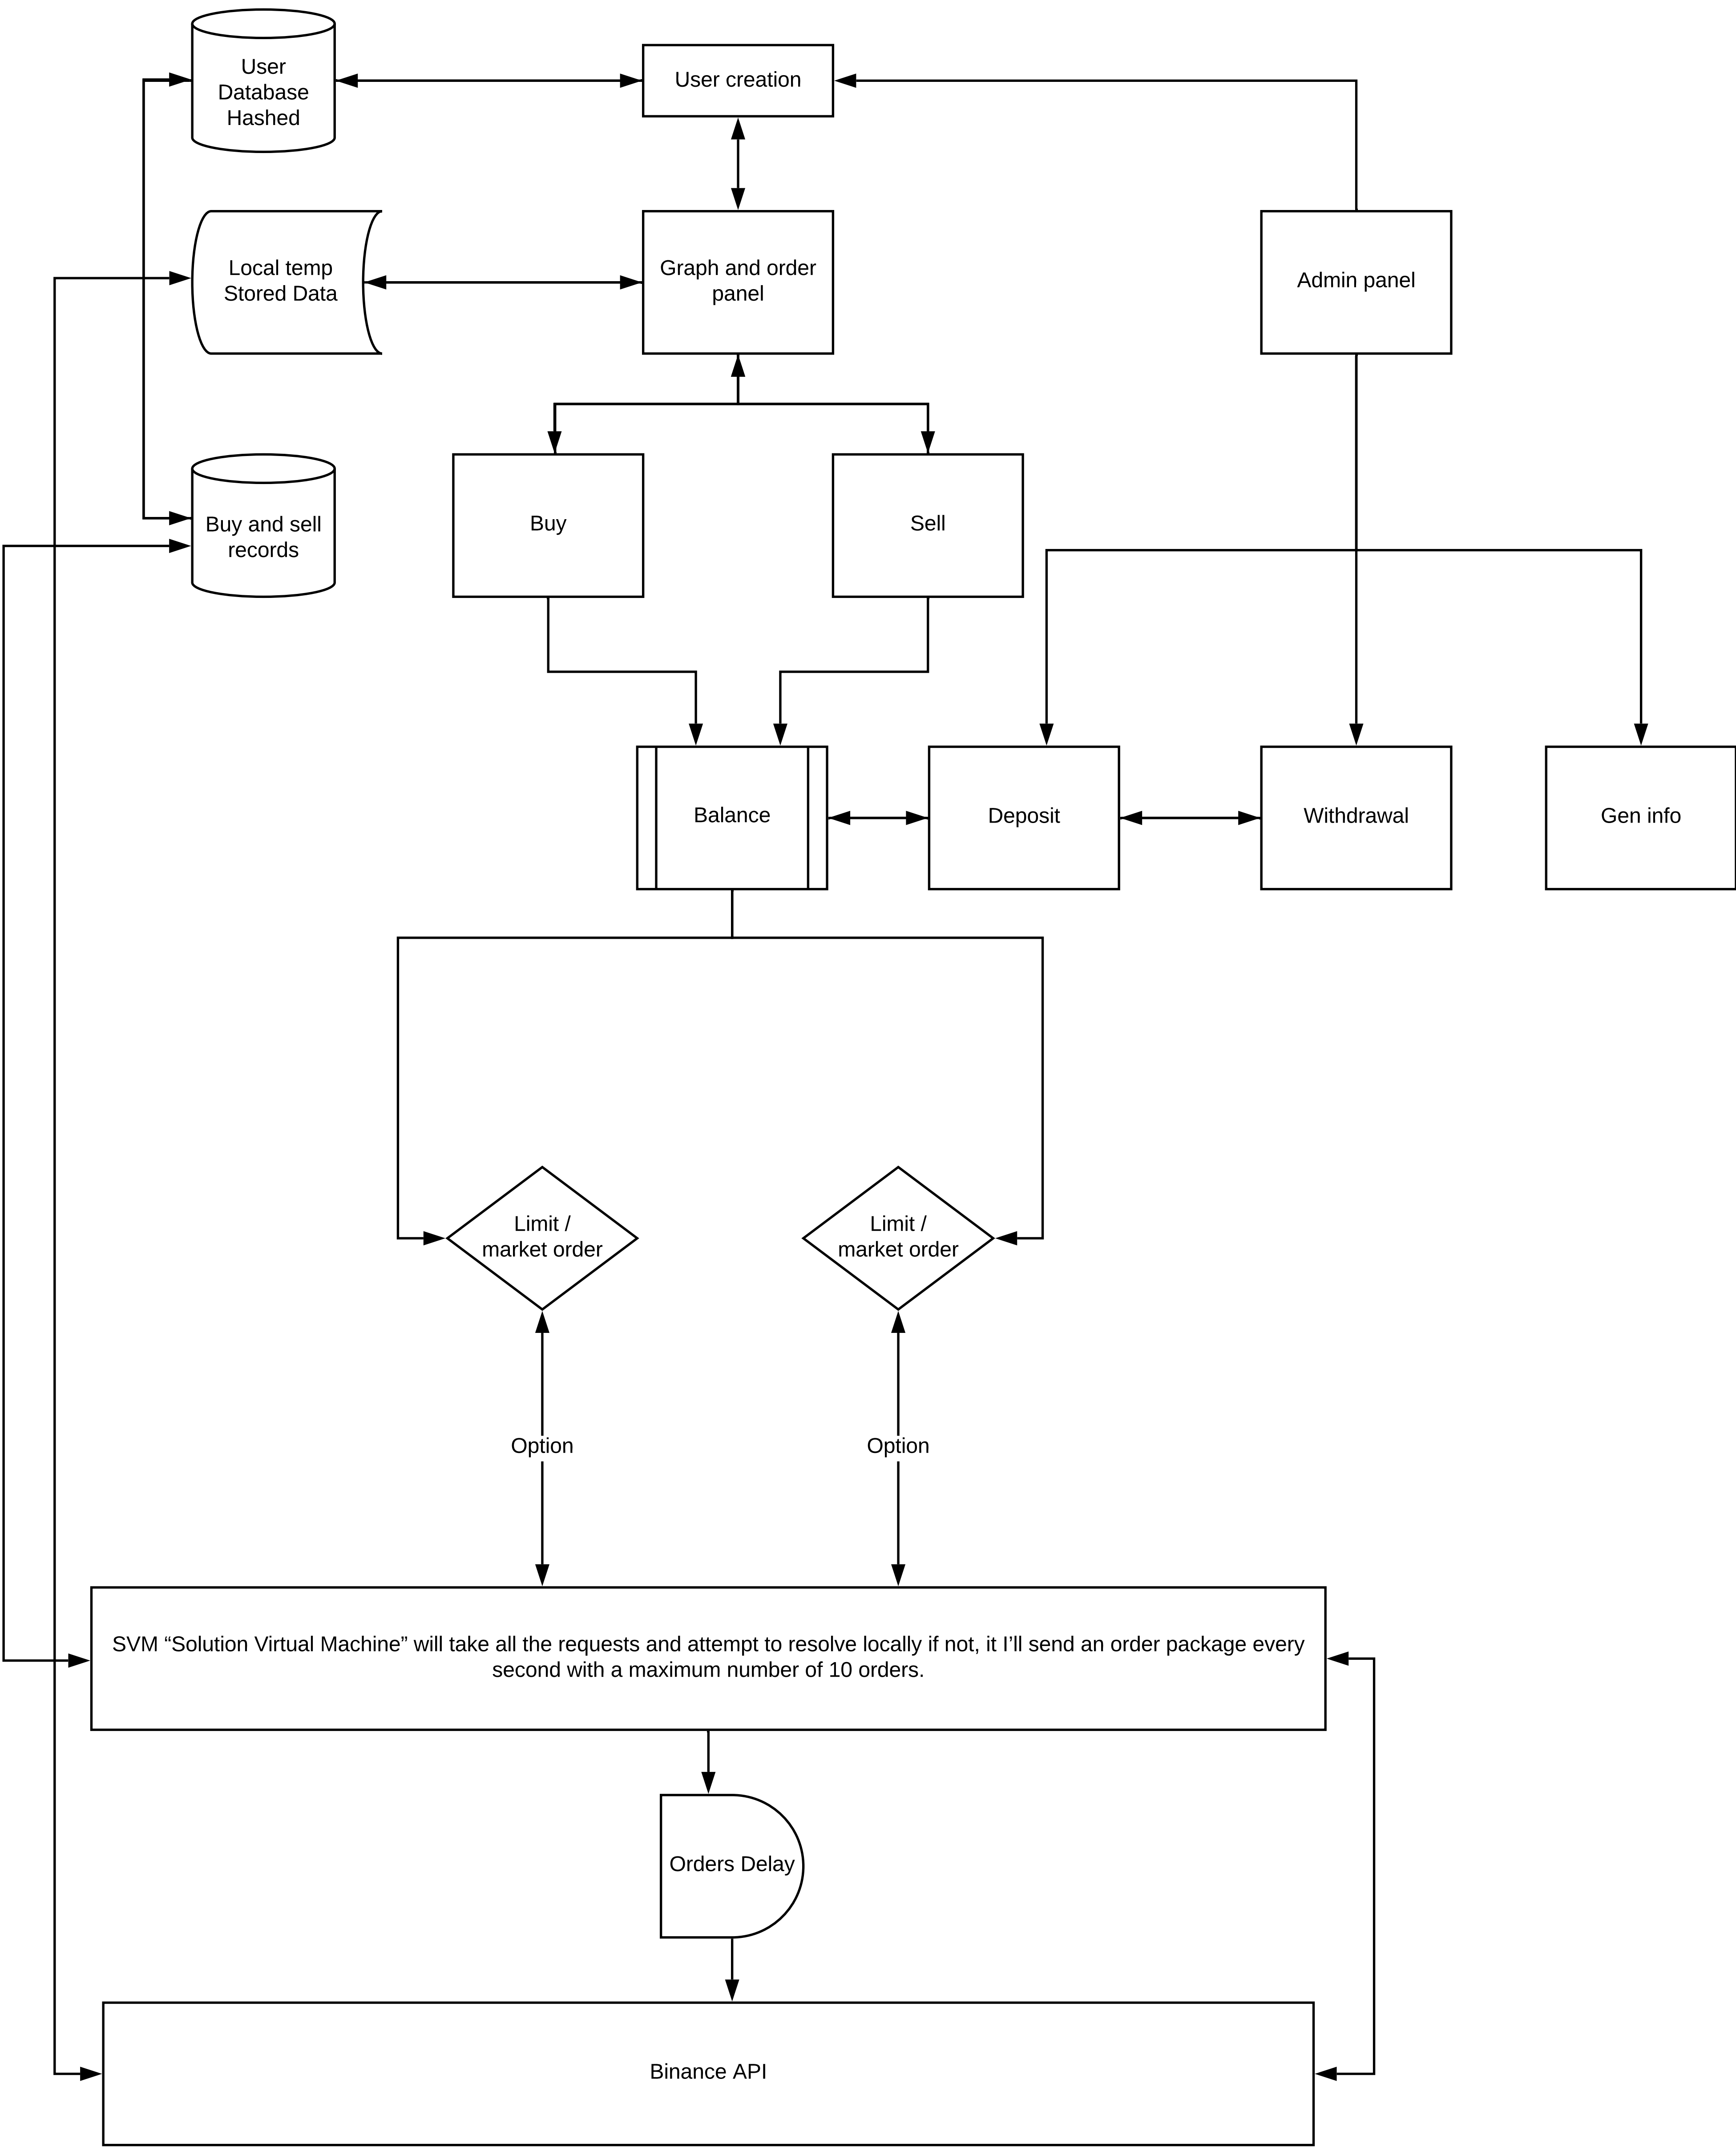 User
Database
Hashed
User creation
Local temp
Stored Data
Graph and order
panel
Admin panel
Buy and sell
records
Buy
Sell
Balance
Deposit
Withdrawal
Gen info
Limit /
market order
Limit /
market order
Option
Option
SVM “Solution Virtual Machine” will take all the requests and attempt to resolve locally if not, it I’ll send an order package every
second with a maximum number of 10 orders.
Orders Delay
Binance API